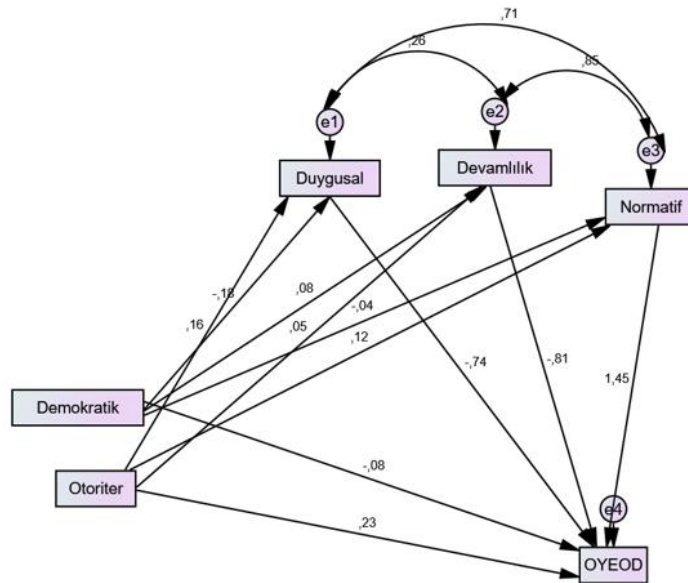 ,71
,26
,85
e1
e2
e3
Duygusal
Devamlılık
Normatif
-,18
,08
-,04
,16
,05
,12
-,74
-,81
1,45
Demokratik
-,08
Otoriter
,23
e4
OYEOD